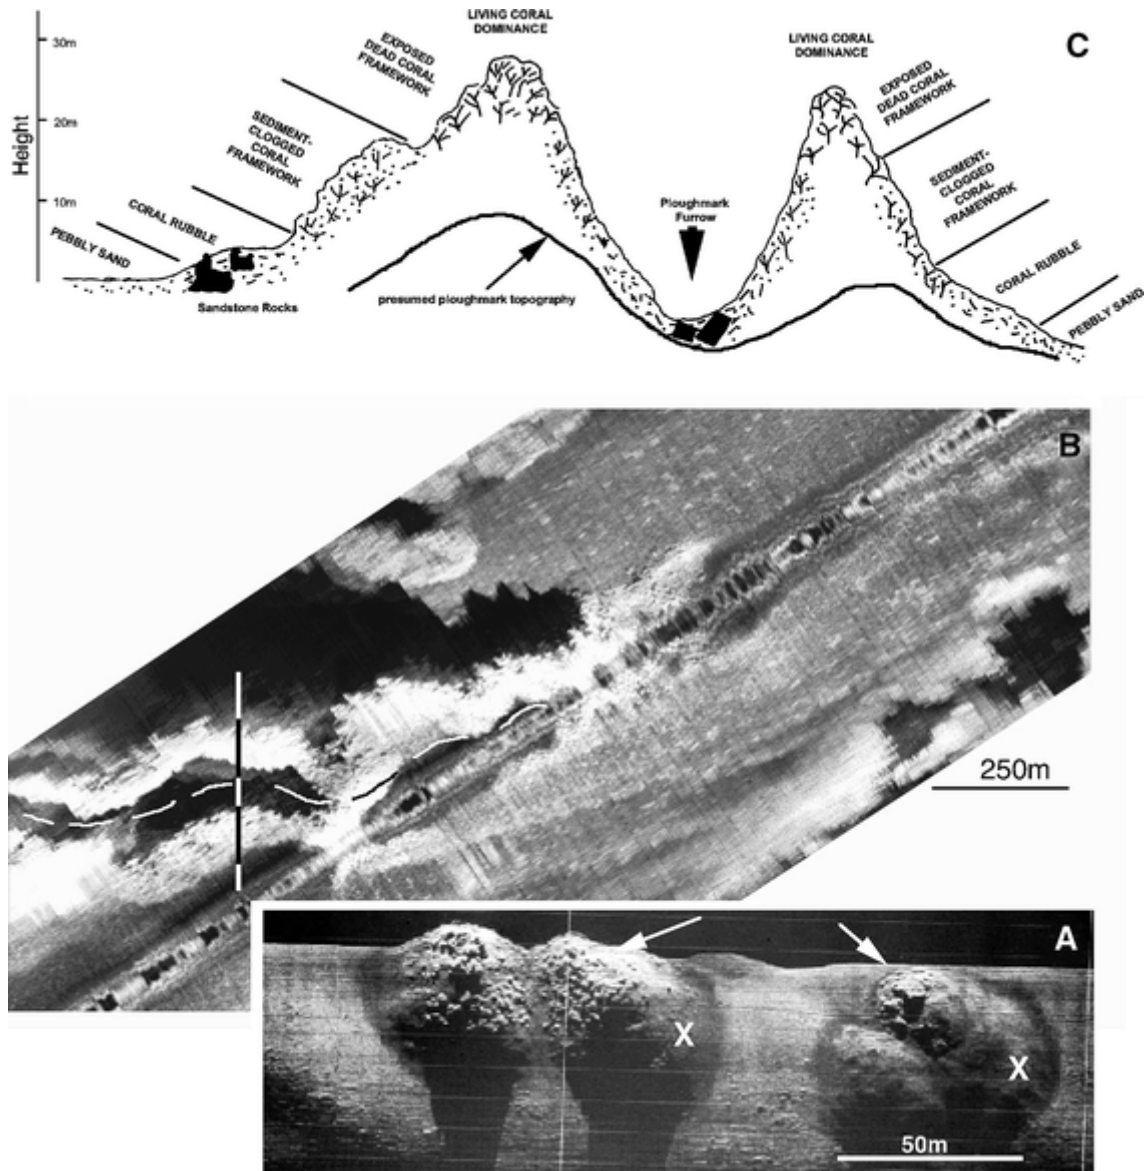 LIVING CORAL
DOMINANCE
C
30m
EXPOSED
DEAD CORAL
FRAMEWORK
LIVING CORAL
DOMINANCE
EXPOSED
DEAD CORAL
FRAMEWORK
20m
Height
SEDIMENT-
CLOGGED
CORAL
FRAMEWORK
SEDIMENT-
CLOGGED
CORAL
FRAMEWORK
10m
CORAL RUBBLE
PEBBLY SAND
Ploughmark
Furrow
CORAL RUBBLE
PEBBLY SAND
Sandstone Rocks
presumed ploughmark topography
B
250m
A
X
X
50m